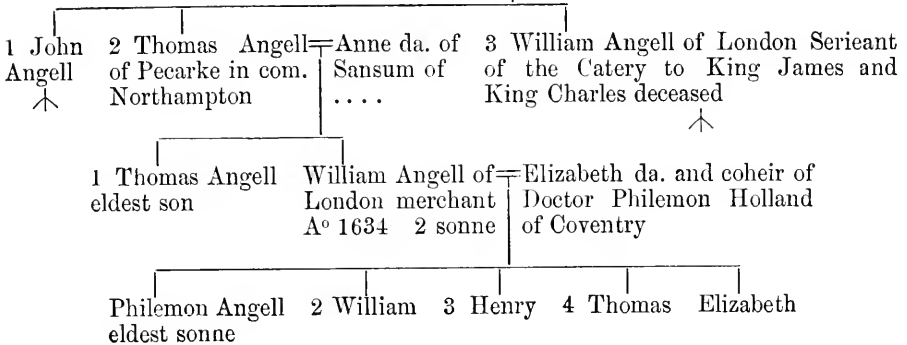 1 John
Angell
2 Thomas Angell
of Pecarke in com.
Northampton
Anne da. of
Sansum of
. . . .
3 William Angell of London Serieant
of the Catery to King James and
King Charles deceased
1 Thomas Angell
eldest son
William Angell of
London merchant
Aº 1634 2 sonne
Elizabeth da. and coheir of
Doctor Philemon Holland
of Coventry
Philemon Angell
eldest sonne
2 William
3 Henry
4 Thomas
Elizabeth